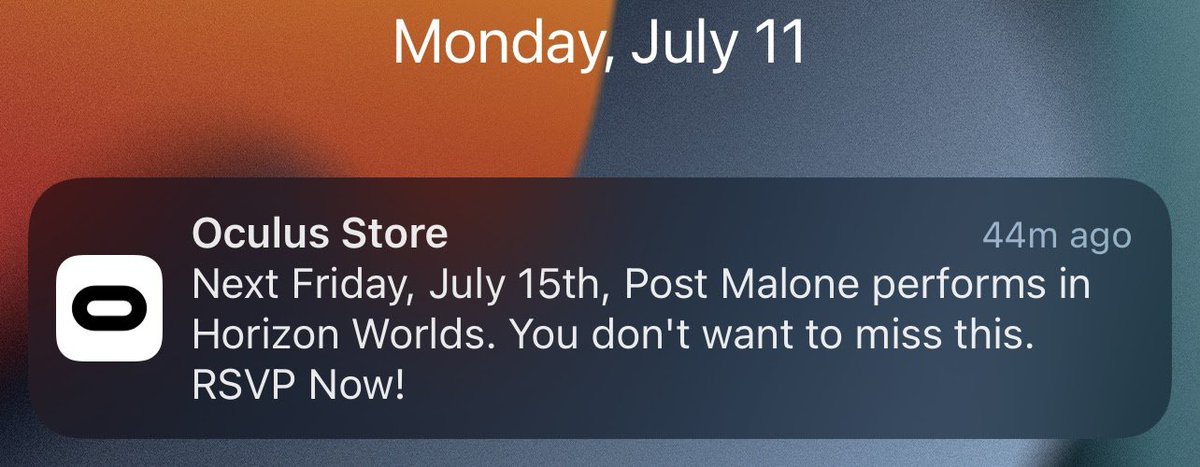 Monday, July 11
Oculus Store
44m ago
Next Friday, July 15th, Post Malone performs in
Horizon Worlds. You don't want to miss this.
RSVP Now!